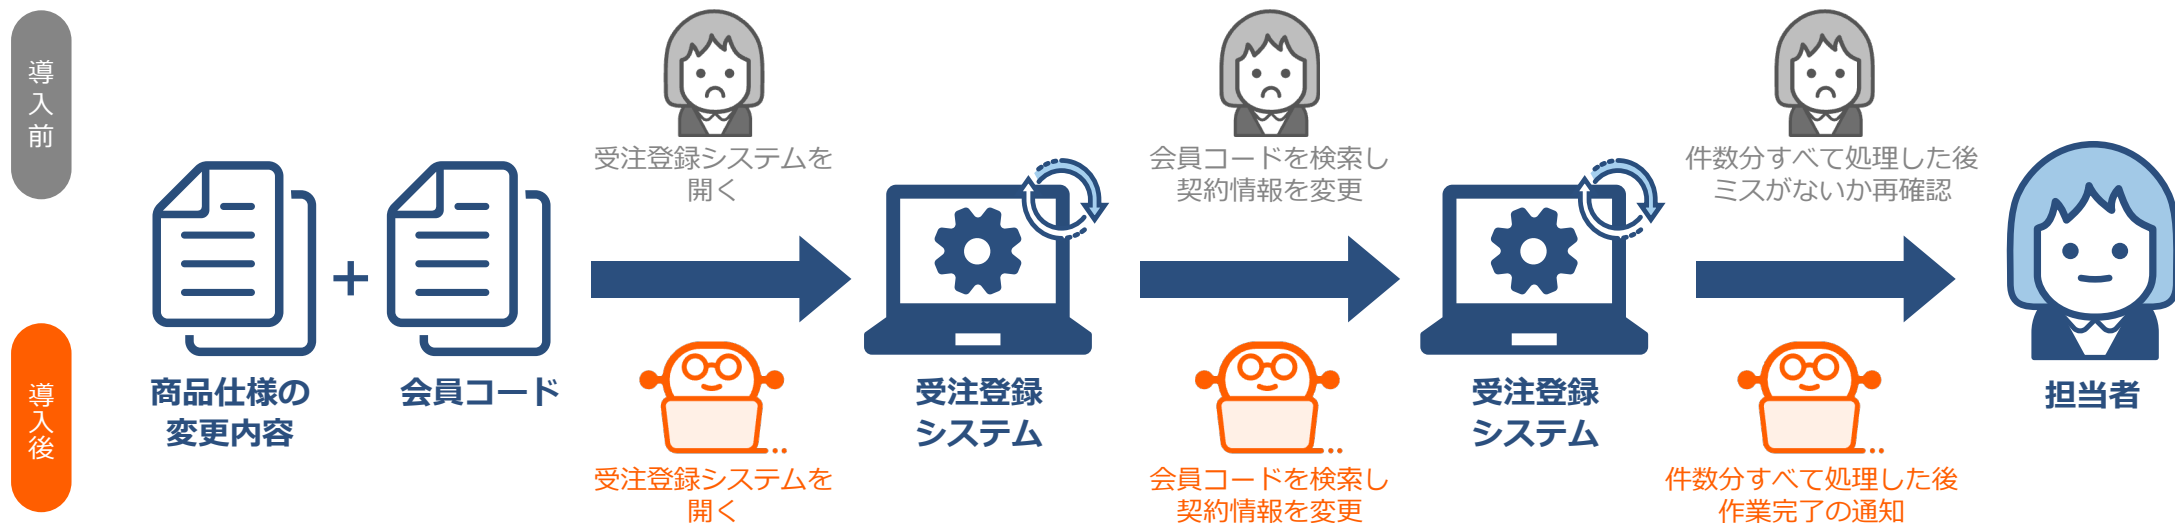 導入前
受注登録システムを
開く
会員コードを検索し
契約情報を変更
件数分すべて処理した後
ミスがないか再確認
商品仕様の
変更内容
+
会員コード
受注登録
システム
受注登録
システム
担当者
導入後
受注登録システムを
開く
会員コードを検索し
契約情報を変更
件数分すべて処理した後
作業完了の通知